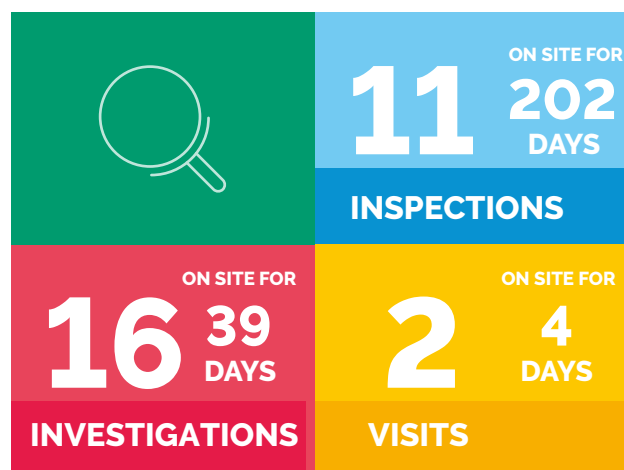 11
ON SITE FOR
202
DAYS
INSPECTIONS
16
ON SITE FOR
39
DAYS
INVESTIGATIONS
2
ON SITE FOR
4
DAYS
VISITS